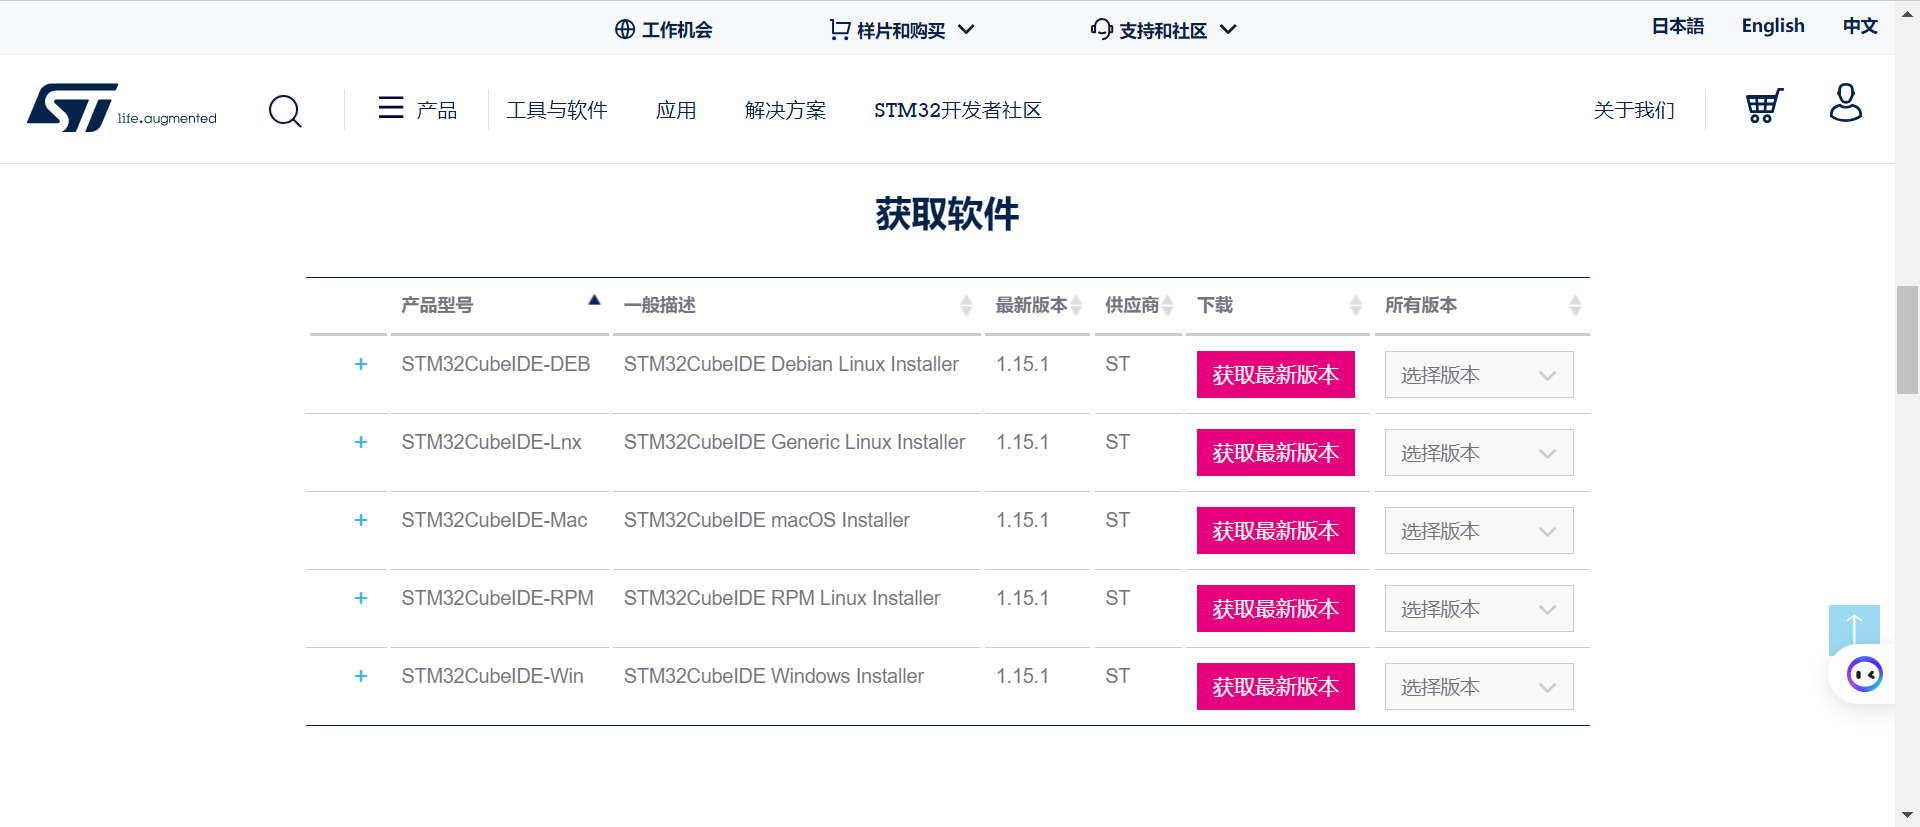 工作机会 样片和购买 支持和社区 日本語 English 中文
ST life.augmented 产品 工具与软件 应用 解决方案 STM32开发者社区 关于我们
获取软件
产品型号 一般描述 最新版本 供应商 下载 所有版本
+ STM32CubeIDE-DEB STM32CubeIDE Debian Linux Installer 1.15.1 ST 获取最新版本 选择版本
+ STM32CubeIDE-Lnx STM32CubeIDE Generic Linux Installer 1.15.1 ST 获取最新版本 选择版本
+ STM32CubeIDE-Mac STM32CubeIDE macOS Installer 1.15.1 ST 获取最新版本 选择版本
+ STM32CubeIDE-RPM STM32CubeIDE RPM Linux Installer 1.15.1 ST 获取最新版本 选择版本
+ STM32CubeIDE-Win STM32CubeIDE Windows Installer 1.15.1 ST 获取最新版本 选择版本